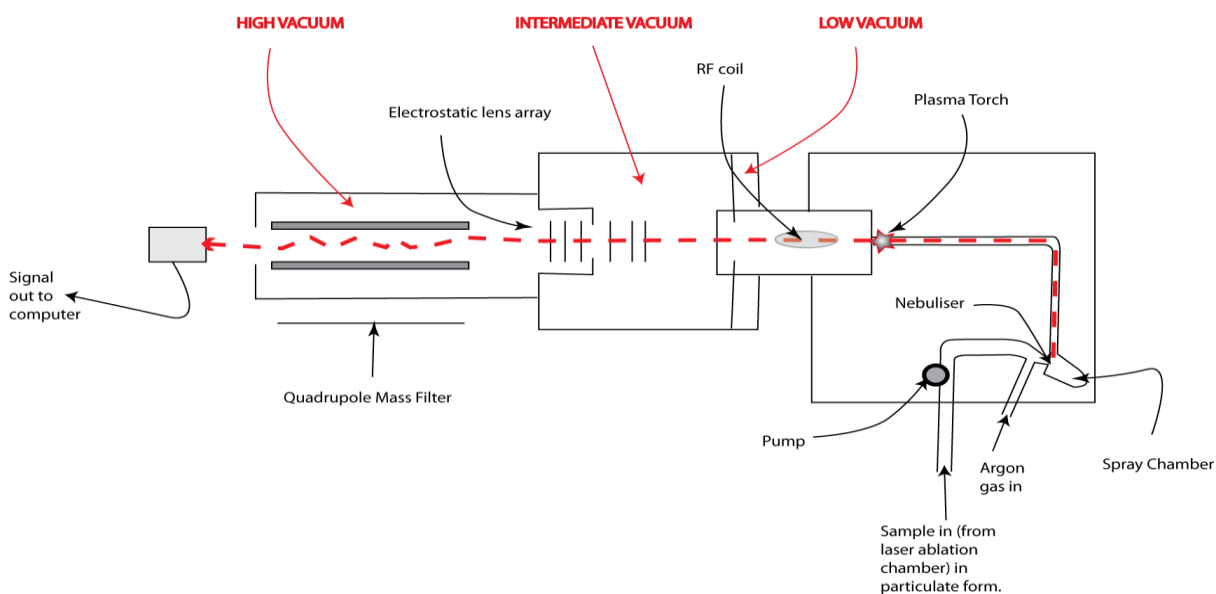 HIGH VACUUM
INTERMEDIATE VACUUM
LOW VACUUM
RF coil
Plasma Torch
Electrostatic lens array
Signal
out to
computer
Nebuliser
Quadrupole Mass Filter
Pump
Argon
gas in
Spray Chamber
Sample in (from
laser ablation
chamber) in
particulate form.